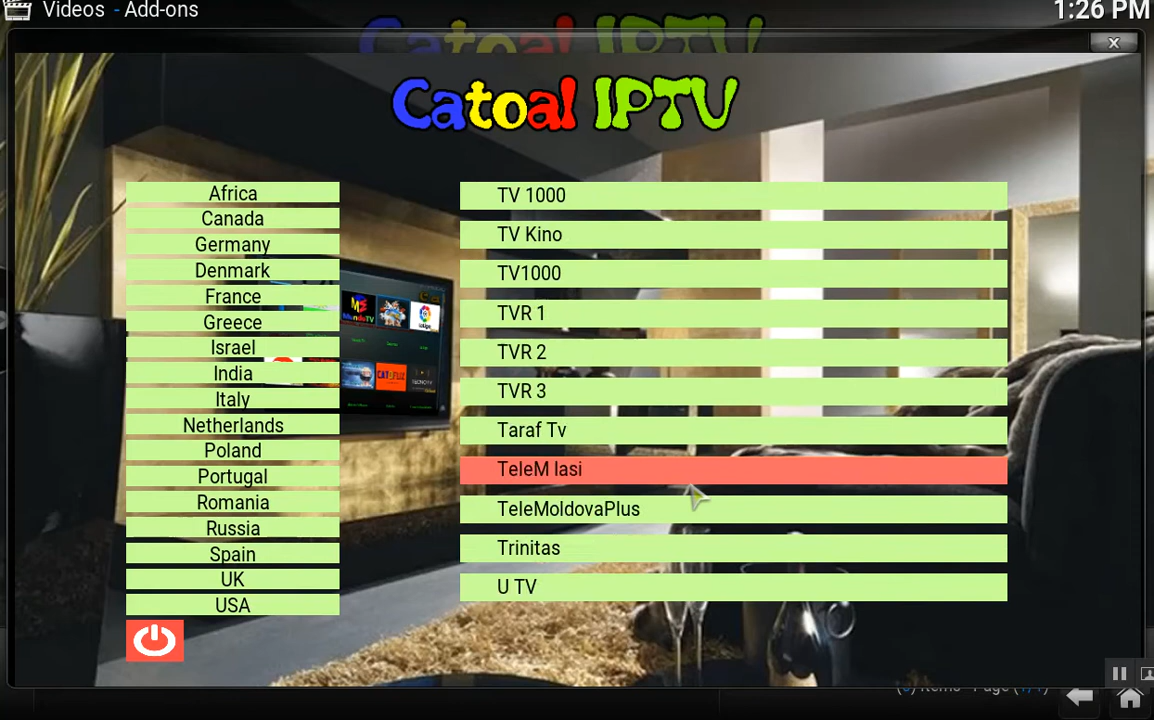 Videos - Add-ons
1:26 PM
Catoal IPTV
Catoal IPTV
Africa
Canada
Germany
Denmark
France
Greece
Israel
India
Italy
Netherlands
Poland
Portugal
Romania
Russia
Spain
UK
USA
TV 1000
TV Kino
TV1000
TVR 1
TVR 2
TVR 3
Taraf Tv
TeleM Iasi
TeleMoldovaPlus
Trinitas
U TV